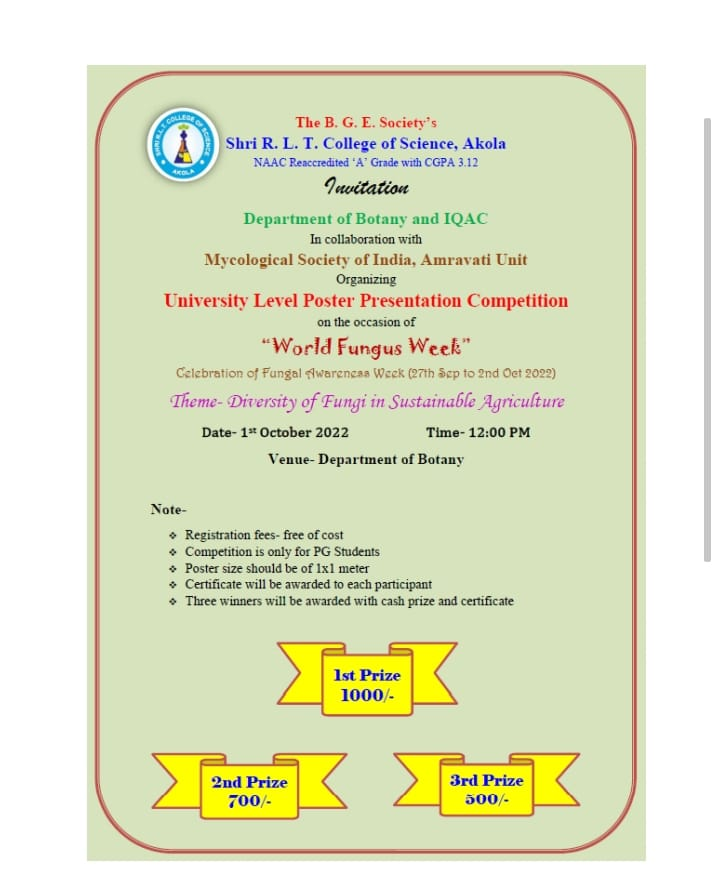 SHRI R.L.T. COLLEGE OF SCIENCE
AKOLA
The B. G. E. Society's
Shri R. L. T. College of Science, Akola
NAAC Reaccredited 'A' Grade with CGPA 3.12
Invitation
Department of Botany and IQAC
In collaboration with
Mycological Society of India, Amravati Unit
Organizing
University Level Poster Presentation Competition
on the occasion of
“World Fungus Week”
Celebration of Fungal Awareness Week (27th Sep to 2nd Oct 2022)
Theme- Diversity of Fungi in Sustainable Agriculture
Date- 1st October 2022 Time- 12:00 PM
Venue- Department of Botany
Note-
❖ Registration fees- free of cost
❖ Competition is only for PG Students
❖ Poster size should be of 1x1 meter
❖ Certificate will be awarded to each participant
❖ Three winners will be awarded with cash prize and certificate
1st Prize
1000/-
2nd Prize
700/-
3rd Prize
500/-